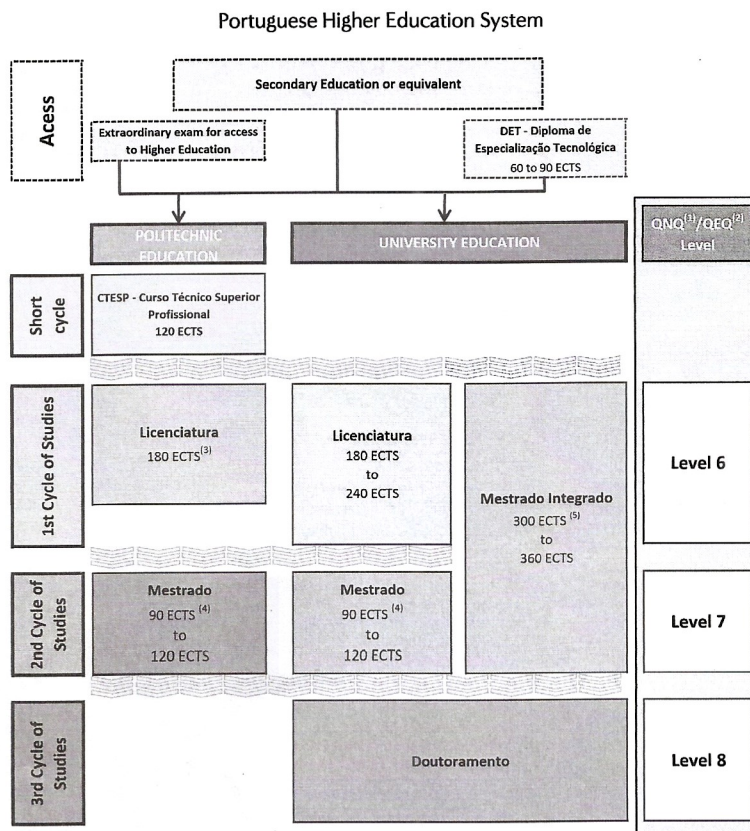 Portuguese Higher Education System
Acess
Secondary Education or equivalent
Extraordinary exam for access
to Higher Education
DET - Diploma de
Especialização Tecnológica
60 to 90 ECTS
POLITECHNIC
EDUCATION
UNIVERSITY EDUCATION
QNQ(1)/QEQ(2)
Level
Short
cycle
CTESP - Curso Técnico Superior
Profissional
120 ECTS
1st Cycle of Studies
Licenciatura
180 ECTS(3)
Licenciatura
180 ECTS
to
240 ECTS
Mestrado Integrado
300 ECTS (5)
to
360 ECTS
Level 6
2nd Cycle of
Studies
Mestrado
90 ECTS (4)
to
120 ECTS
Mestrado
90 ECTS (4)
to
120 ECTS
Level 7
3rd Cycle of
Studies
Doutoramento
Level 8